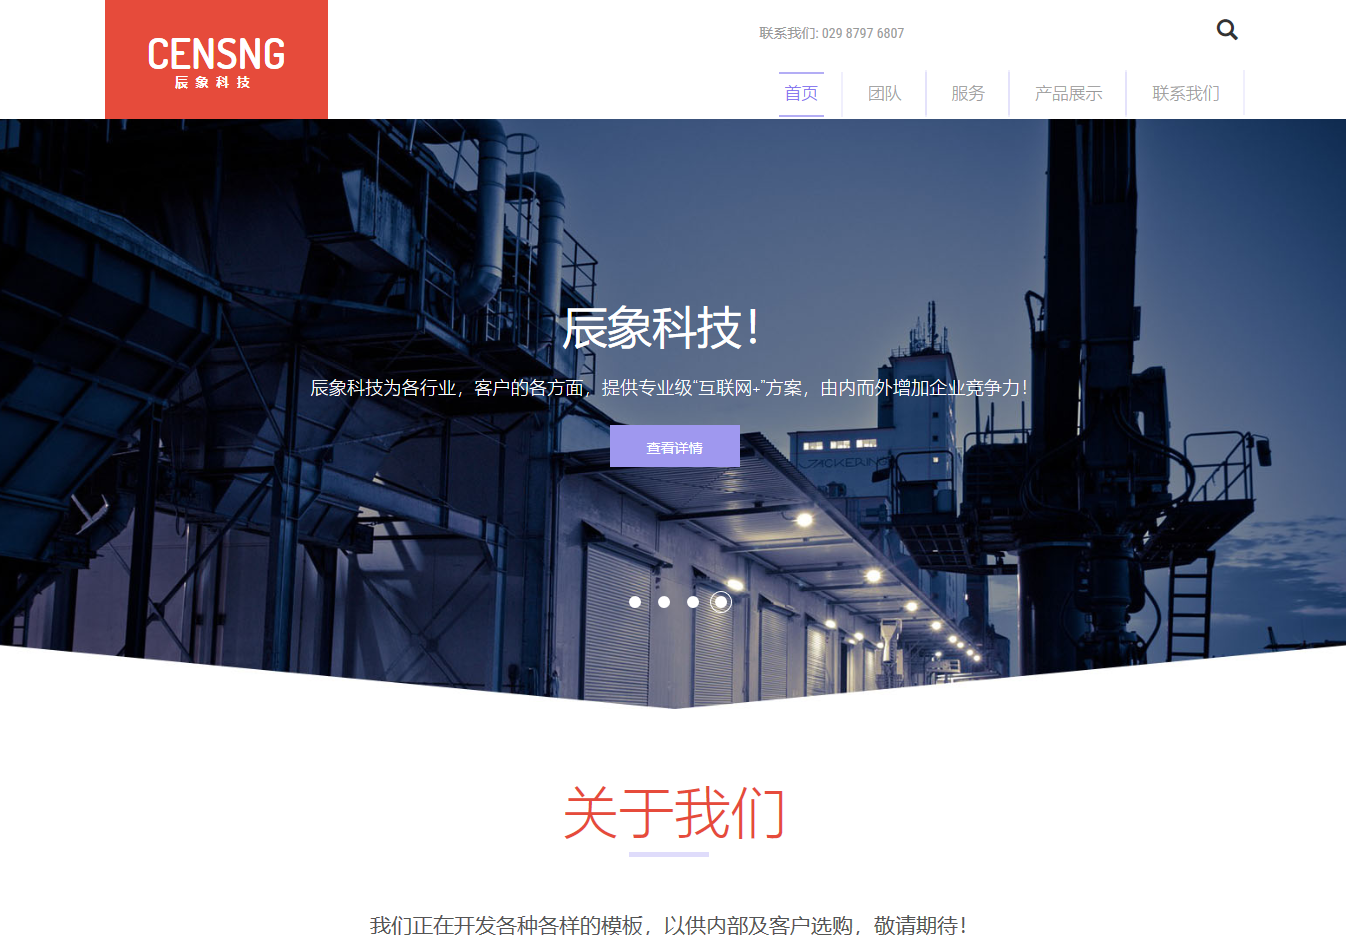 CENSNG
辰象科技
联系我们: 029 8797 6807
首页 团队 服务 产品展示 联系我们
辰象科技！
辰象科技为各行业，客户的各方面，提供专业级“互联网+”方案，由内而外增加企业竞争力！
查看详情
JACKERING
关于我们
我们正在开发各种各样的模板，以供内部及客户选购，敬请期待！